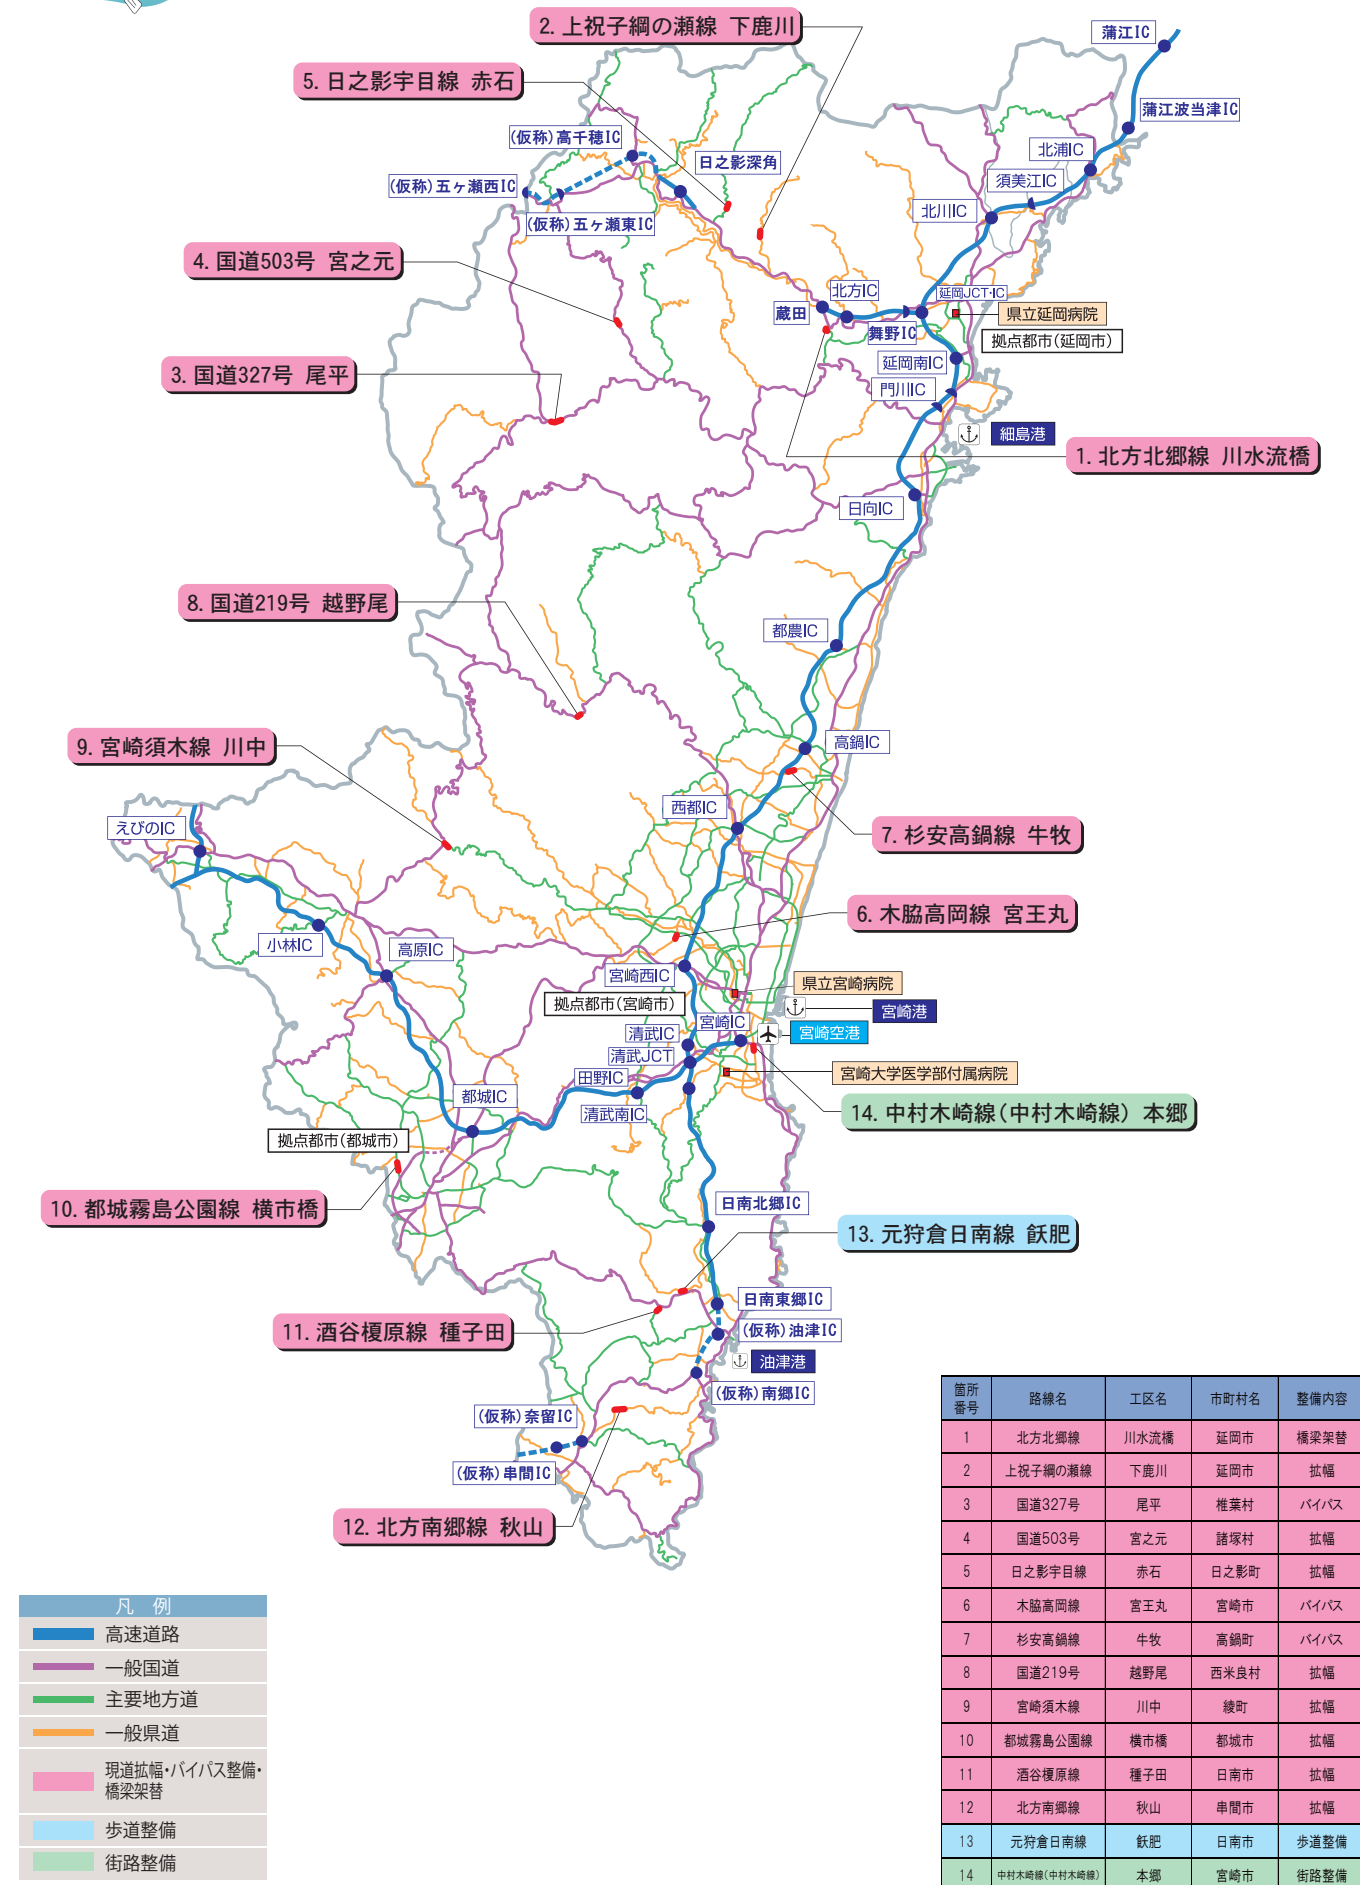 2. 上祝子綱の瀬線 下鹿川
蒲江IC
5. 日之影宇目線 赤石
蒲江波当津IC
(仮称)高千穂IC
北浦IC
日之影深角
須美江IC
(仮称)五ヶ瀬西IC
北川IC
(仮称)五ヶ瀬東IC
4. 国道503号 宮之元
北方IC
延岡JCT・IC
蔵田
県立延岡病院
舞野IC
拠点都市(延岡市)
延岡南IC
3. 国道327号 尾平
門川IC
細島港
1. 北方北郷線 川水流橋
日向IC
8. 国道219号 越野尾
都農IC
9. 宮崎須木線 川中
高鍋IC
西都IC
えびのIC
7. 杉安高鍋線 牛牧
6. 木脇高岡線 宮王丸
小林IC
高原IC
宮崎西IC
県立宮崎病院
拠点都市(宮崎市)
宮崎港
宮崎IC
宮崎空港
清武IC
清武JCT
田野IC
宮崎大学医学部付属病院
都城IC
清武南IC
14. 中村木崎線(中村木崎線) 本郷
拠点都市(都城市)
10. 都城霧島公園線 横市橋
日南北郷IC
13. 元狩倉日南線 飫肥
日南東郷IC
11. 酒谷榎原線 種子田
(仮称)油津IC
油津港
(仮称)南郷IC
(仮称)奈留IC
(仮称)串間IC
12. 北方南郷線 秋山
箇所番号 路線名 工区名 市町村名 整備内容
1 北方北郷線 川水流橋 延岡市 橋梁架替
2 上祝子綱の瀬線 下鹿川 延岡市 拡幅
3 国道327号 尾平 椎葉村 バイパス
4 国道503号 宮之元 諸塚村 拡幅
5 日之影宇目線 赤石 日之影町 拡幅
6 木脇高岡線 宮王丸 宮崎市 バイパス
7 杉安高鍋線 牛牧 高鍋町 バイパス
8 国道219号 越野尾 西米良村 拡幅
9 宮崎須木線 川中 綾町 拡幅
10 都城霧島公園線 横市橋 都城市 拡幅
11 酒谷榎原線 種子田 日南市 拡幅
12 北方南郷線 秋山 串間市 拡幅
13 元狩倉日南線 飫肥 日南市 歩道整備
14 中村木崎線(中村木崎線) 本郷 宮崎市 街路整備
凡 例
高速道路
一般国道
主要地方道
一般県道
現道拡幅・バイパス整備・
橋梁架替
歩道整備
街路整備